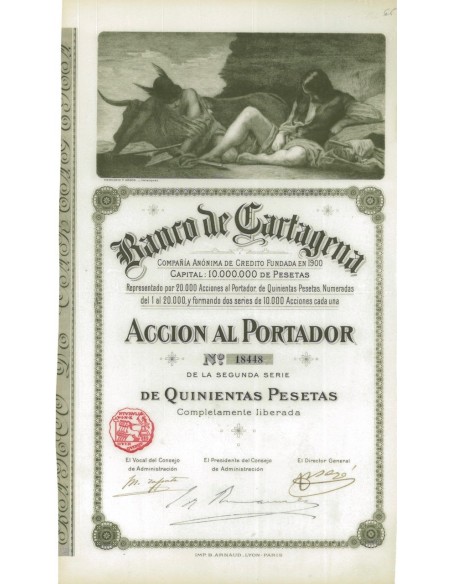 Banco de Cartagena
COMPAÑIA ANÓNIMA DE CREDITO FUNDADA EN 1900
CAPITAL: 10.000.000 DE PESETAS
Representado por 20.000 Acciones al Portador de Quinientas Pesetas, Numeradas
del 1 al 20.000, y formando dos series de 10.000 Acciones cada una
ACCION AL PORTADOR
Nº 18448
DE LA SEGUNDA SERIE
DE QUINIENTAS PESETAS
Completamente liberada
El Vocal del Consejo
de Administración
El Presidente del Consejo
de Administración
El Director General
IMP. B. ARNAUD, LYON-PARIS